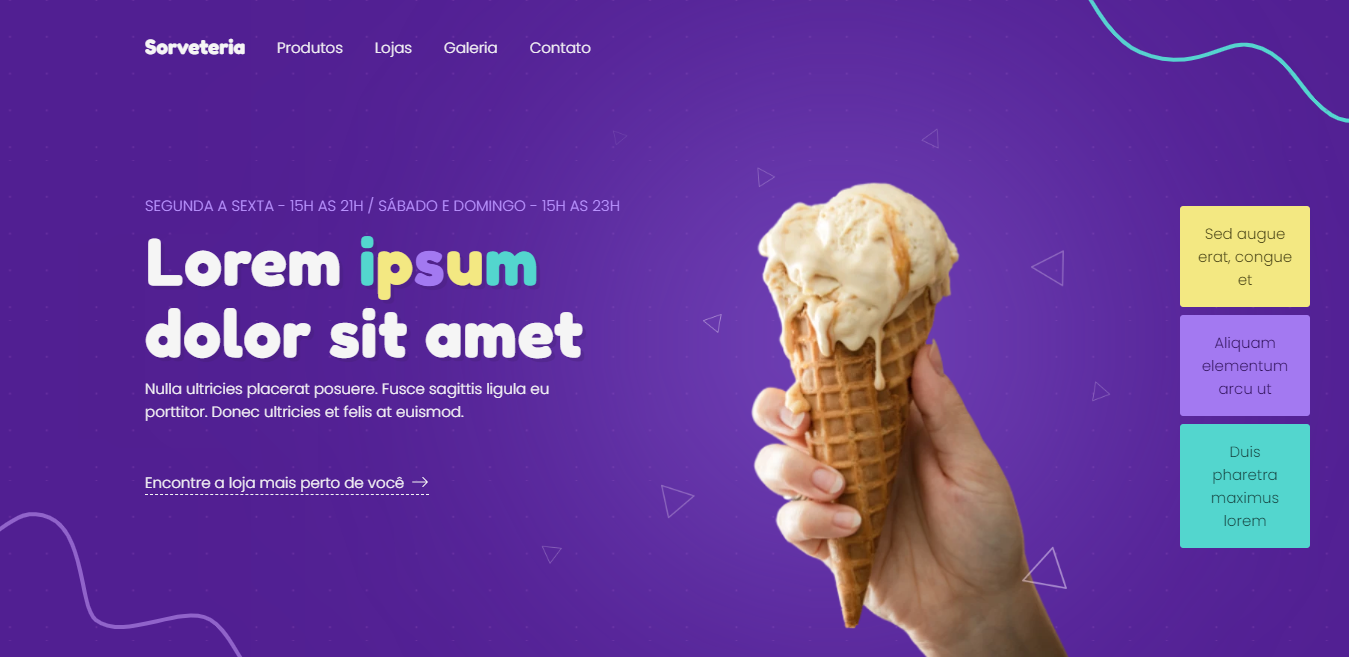 Sorveteria Produtos Lojas Galeria Contato
SEGUNDA A SEXTA - 15H AS 21H / SÁBADO E DOMINGO - 15H AS 23H
Lorem ipsum
dolor sit amet
Nulla ultricies placerat posuere. Fusce sagittis ligula eu
porttitor. Donec ultricies et felis at euismod.
Encontre a loja mais perto de você →
Sed augue
erat, congue
et
Aliquam
elementum
arcu ut
Duis
pharetra
maximus
lorem